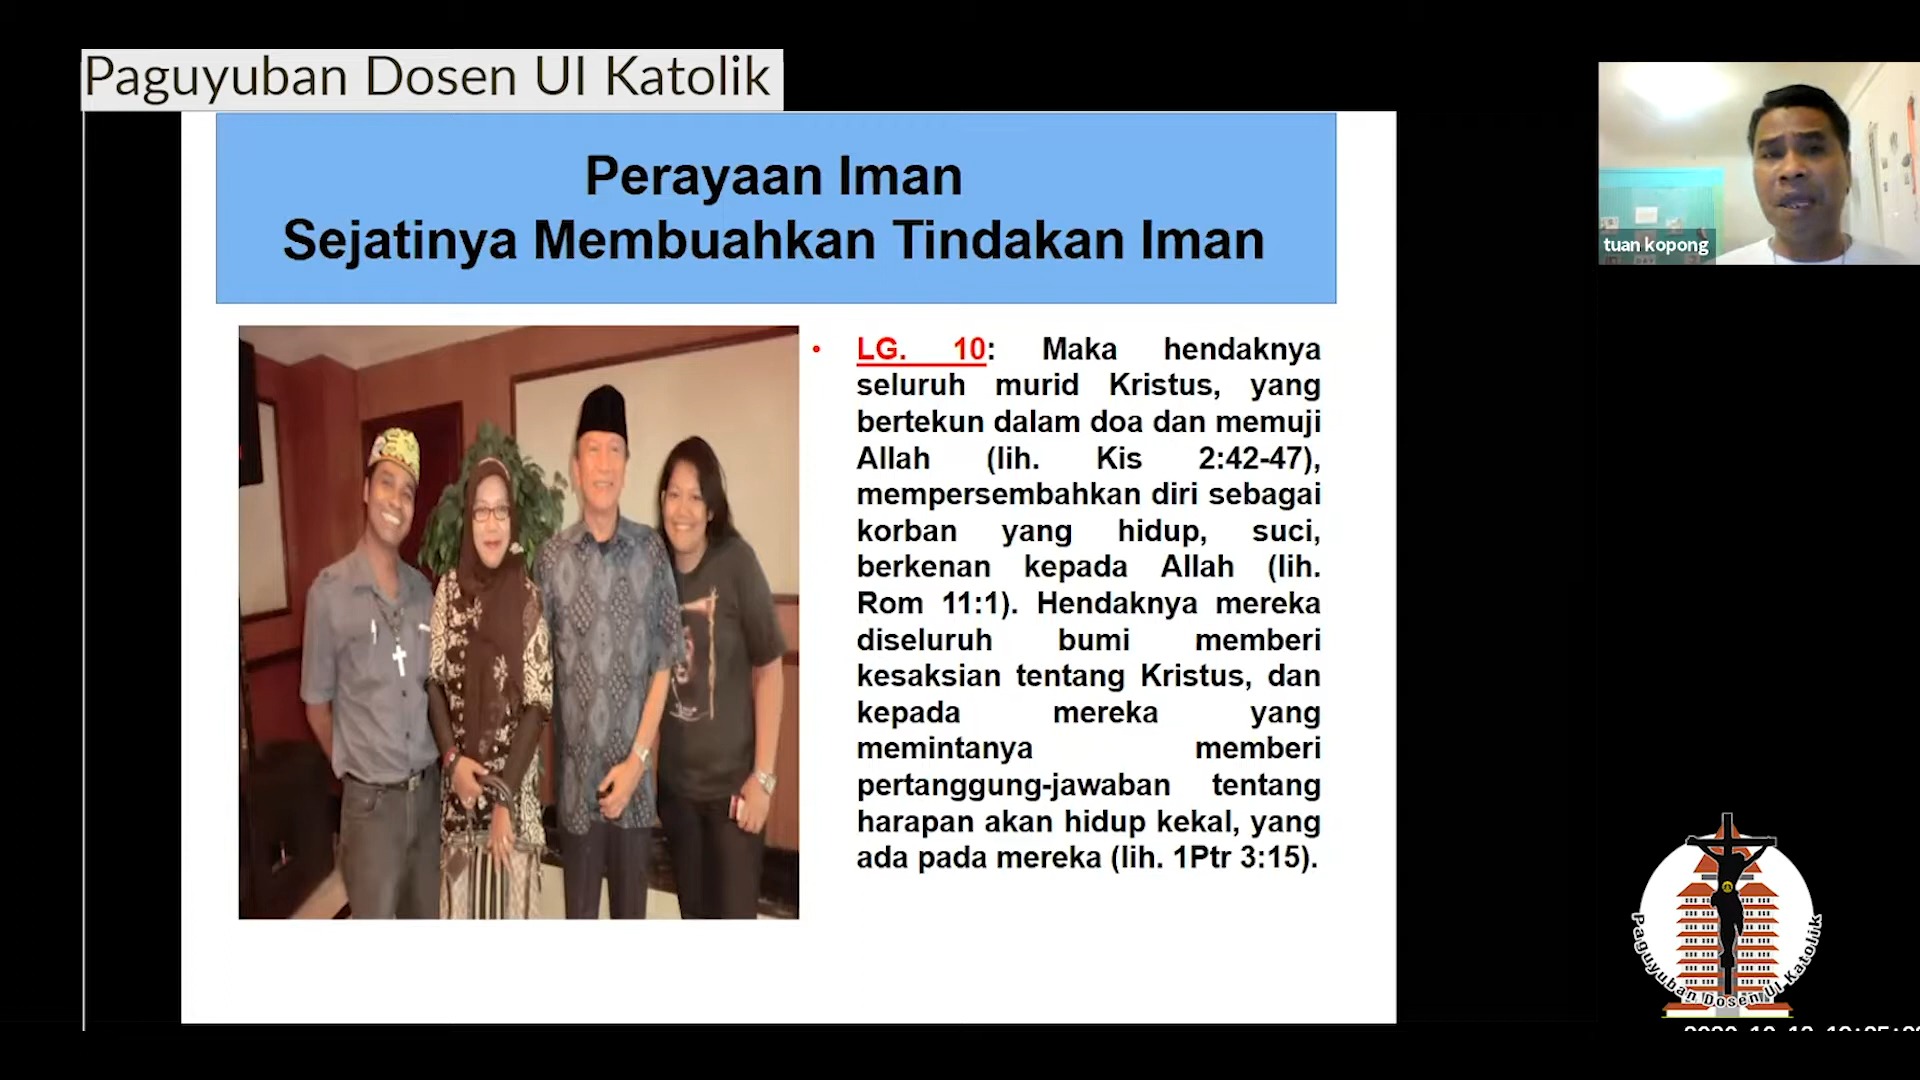 Paguyuban Dosen UI Katolik
Perayaan Iman
Sejatinya Membuahkan Tindakan Iman
• LG. 10: Maka hendaknya
seluruh murid Kristus, yang
bertekun dalam doa dan memuji
Allah (lih. Kis 2:42-47),
mempersembahkan diri sebagai
korban yang hidup, suci,
berkenan kepada Allah (lih.
Rom 11:1). Hendaknya mereka
diseluruh bumi memberi
kesaksian tentang Kristus, dan
kepada mereka yang
memintanya memberi
pertanggung-jawaban tentang
harapan akan hidup kekal, yang
ada pada mereka (lih. 1Ptr 3:15).
tuan kopong
Paguyuban Dosen UI Katolik